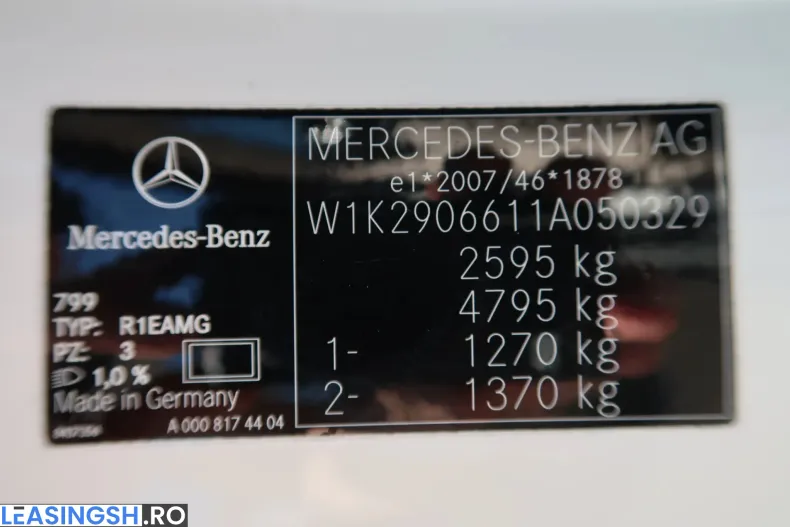 MERCEDES-BENZ AG
e1*2007/46*1878
W1K2906611A050329
2595 kg
4795 kg
1- 1270 kg
2- 1370 kg
Mercedes-Benz
799
TYP: R1EAMG
PZ: 3
1,0 %
Made in Germany
A 000 817 44 04
LEASINGSH.RO